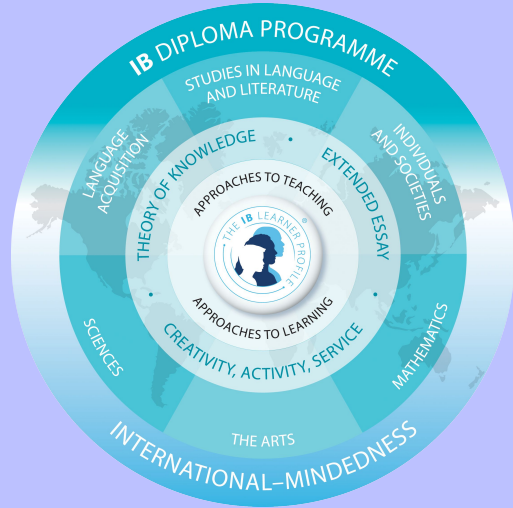 IB DIPLOMA PROGRAMME
STUDIES IN LANGUAGE
AND LITERATURE
LANGUAGE
ACQUISITION
INDIVIDUALS
AND SOCIETIES
THEORY OF KNOWLEDGE
·
EXTENDED ESSAY
APPROACHES TO TEACHING
THE IB LEARNER PROFILE
®
APPROACHES TO LEARNING
·
CREATIVITY, ACTIVITY, SERVICE
·
SCIENCES
MATHEMATICS
THE ARTS
INTERNATIONAL–MINDEDNESS